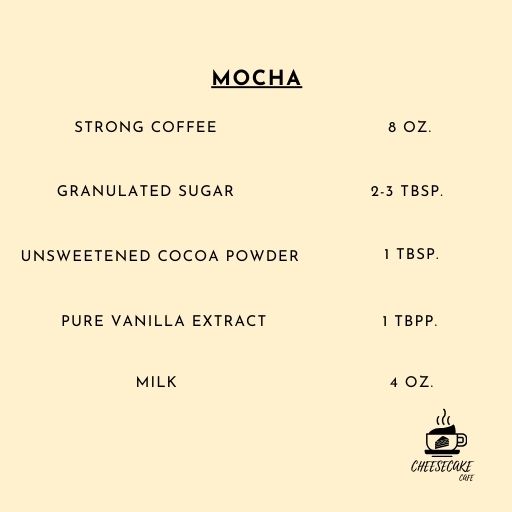 MOCHA
STRONG COFFEE 8 OZ.
GRANULATED SUGAR 2-3 TBSP.
UNSWEETENED COCOA POWDER 1 TBSP.
PURE VANILLA EXTRACT 1 TBPP.
MILK 4 OZ.
CHEESECAKE
CAFE